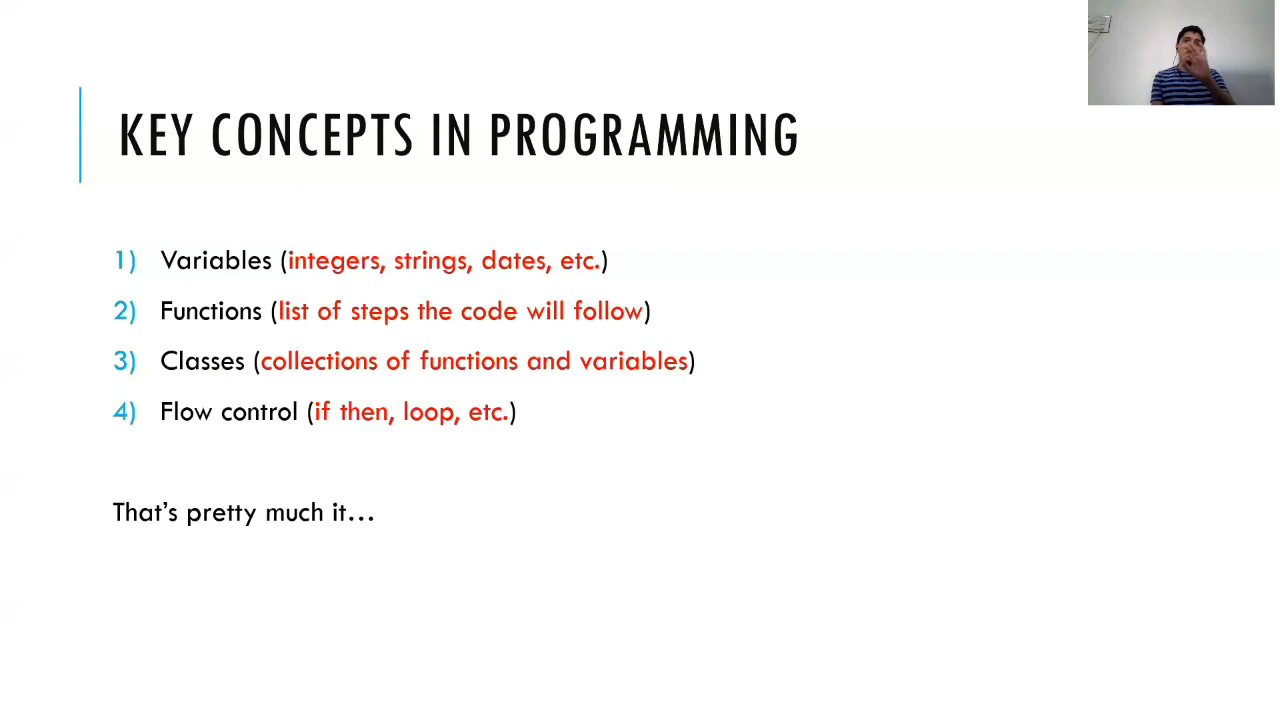 KEY CONCEPTS IN PROGRAMMING
1) Variables (integers, strings, dates, etc.)
2) Functions (list of steps the code will follow)
3) Classes (collections of functions and variables)
4) Flow control (if then, loop, etc.)
That’s pretty much it…